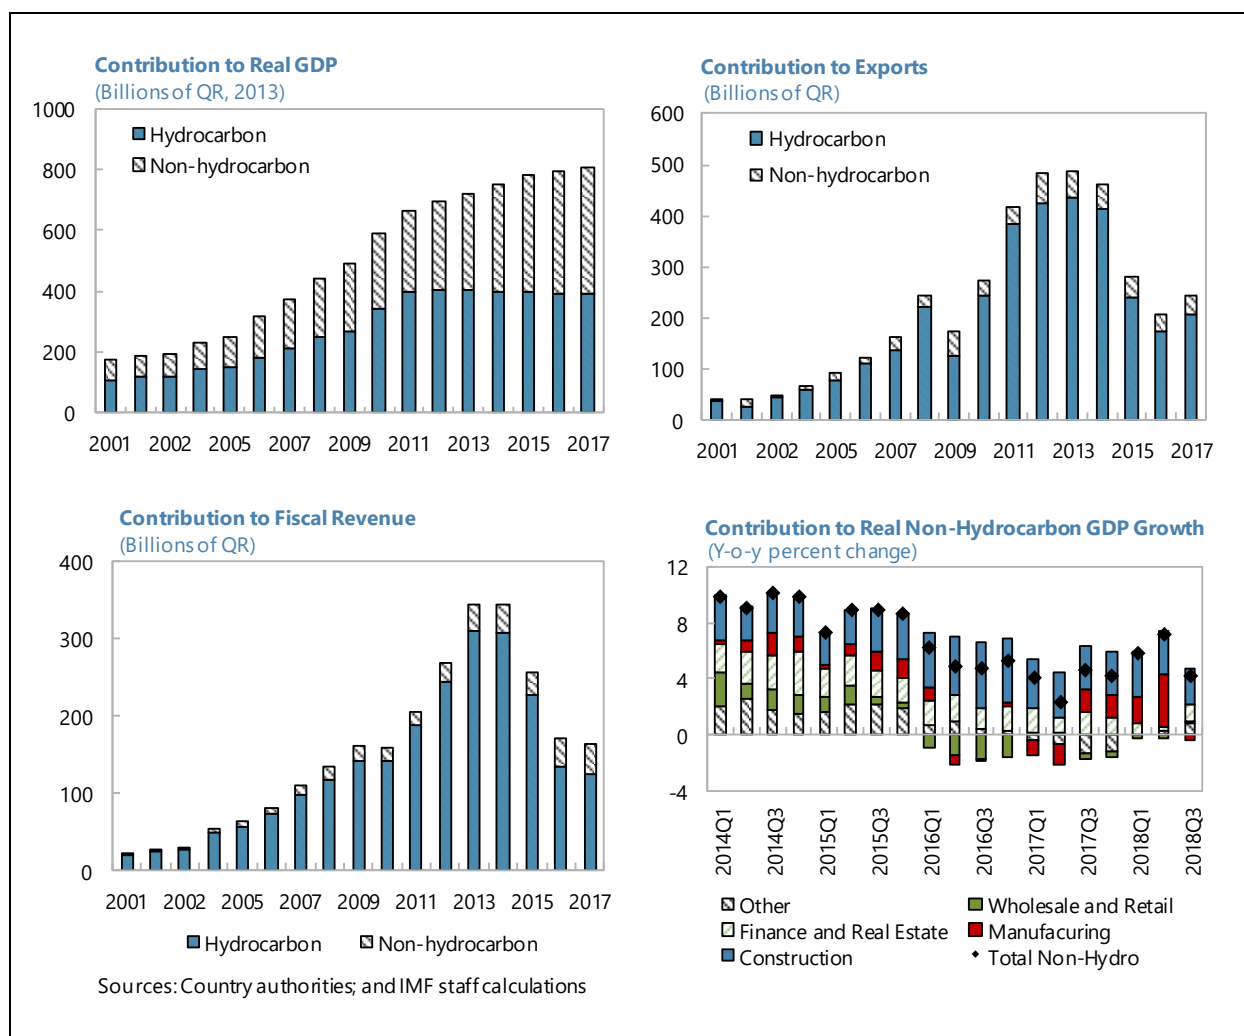 Contribution to Real GDP
(Billions of QR, 2013)
1000
800
600
400
200
0
Hydrocarbon
Non-hydrocarbon
2001 2002 2005 2007 2009 2011 2013 2015 2017
Contribution to Exports
(Billions of QR)
600
500
400
300
200
100
0
Hydrocarbon
Non-hydrocarbon
2001 2002 2005 2007 2009 2011 2013 2015 2017
Contribution to Fiscal Revenue
(Billions of QR)
400
300
200
100
0
2001 2002 2005 2007 2009 2011 2013 2015 2017
Hydrocarbon Non-hydrocarbon
Contribution to Real Non-Hydrocarbon GDP Growth
(Y-o-y percent change)
12
8
4
0
-4
2014Q1 2014Q3 2015Q1 2015Q3 2016Q1 2016Q3 2017Q1 2017Q3 2018Q1 2018Q3
Other Wholesale and Retail
Finance and Real Estate Manufacuring
Construction Total Non-Hydro
Sources: Country authorities; and IMF staff calculations